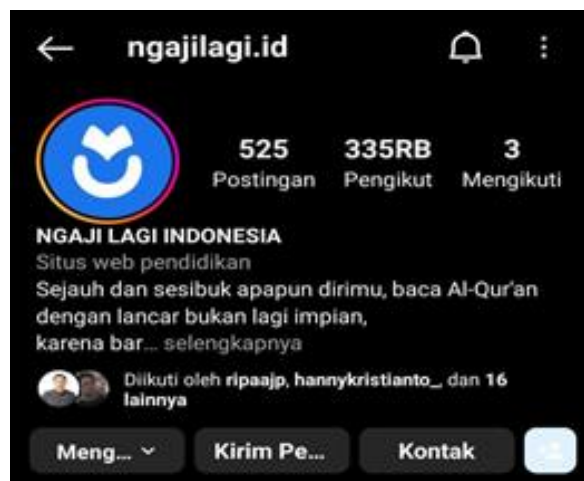 ngajilagi.id
525 335RB 3
Postingan Pengikut Mengikuti
NGAJI LAGI INDONESIA
Situs web pendidikan
Sejauh dan sesibuk apapun dirimu, baca Al-Qur'an
dengan lancar bukan lagi impian,
karena bar... selengkapnya
Diikuti oleh ripaajp, hannykristianto_, dan 16
lainnya
Meng... Kirim Pe... Kontak